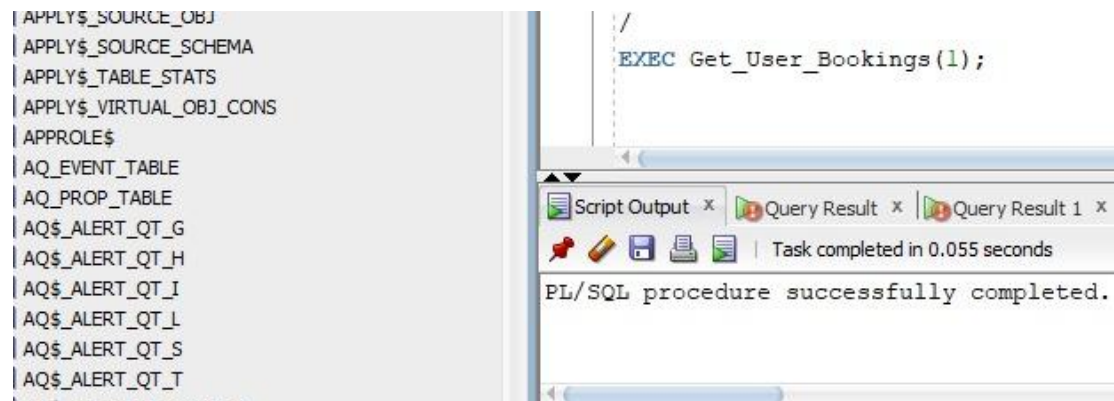 APPLY$_SOURCE_OBJ
APPLY$_SOURCE_SCHEMA
APPLY$_TABLE_STATS
APPLY$_VIRTUAL_OBJ_CONS
APPROLE$
AQ_EVENT_TABLE
AQ_PROP_TABLE
AQ$_ALERT_QT_G
AQ$_ALERT_QT_H
AQ$_ALERT_QT_I
AQ$_ALERT_QT_L
AQ$_ALERT_QT_S
AQ$_ALERT_QT_T
/
EXEC Get_User_Bookings(1);
Script Output x Query Result x Query Result 1 x
Task completed in 0.055 seconds
PL/SQL procedure successfully completed.